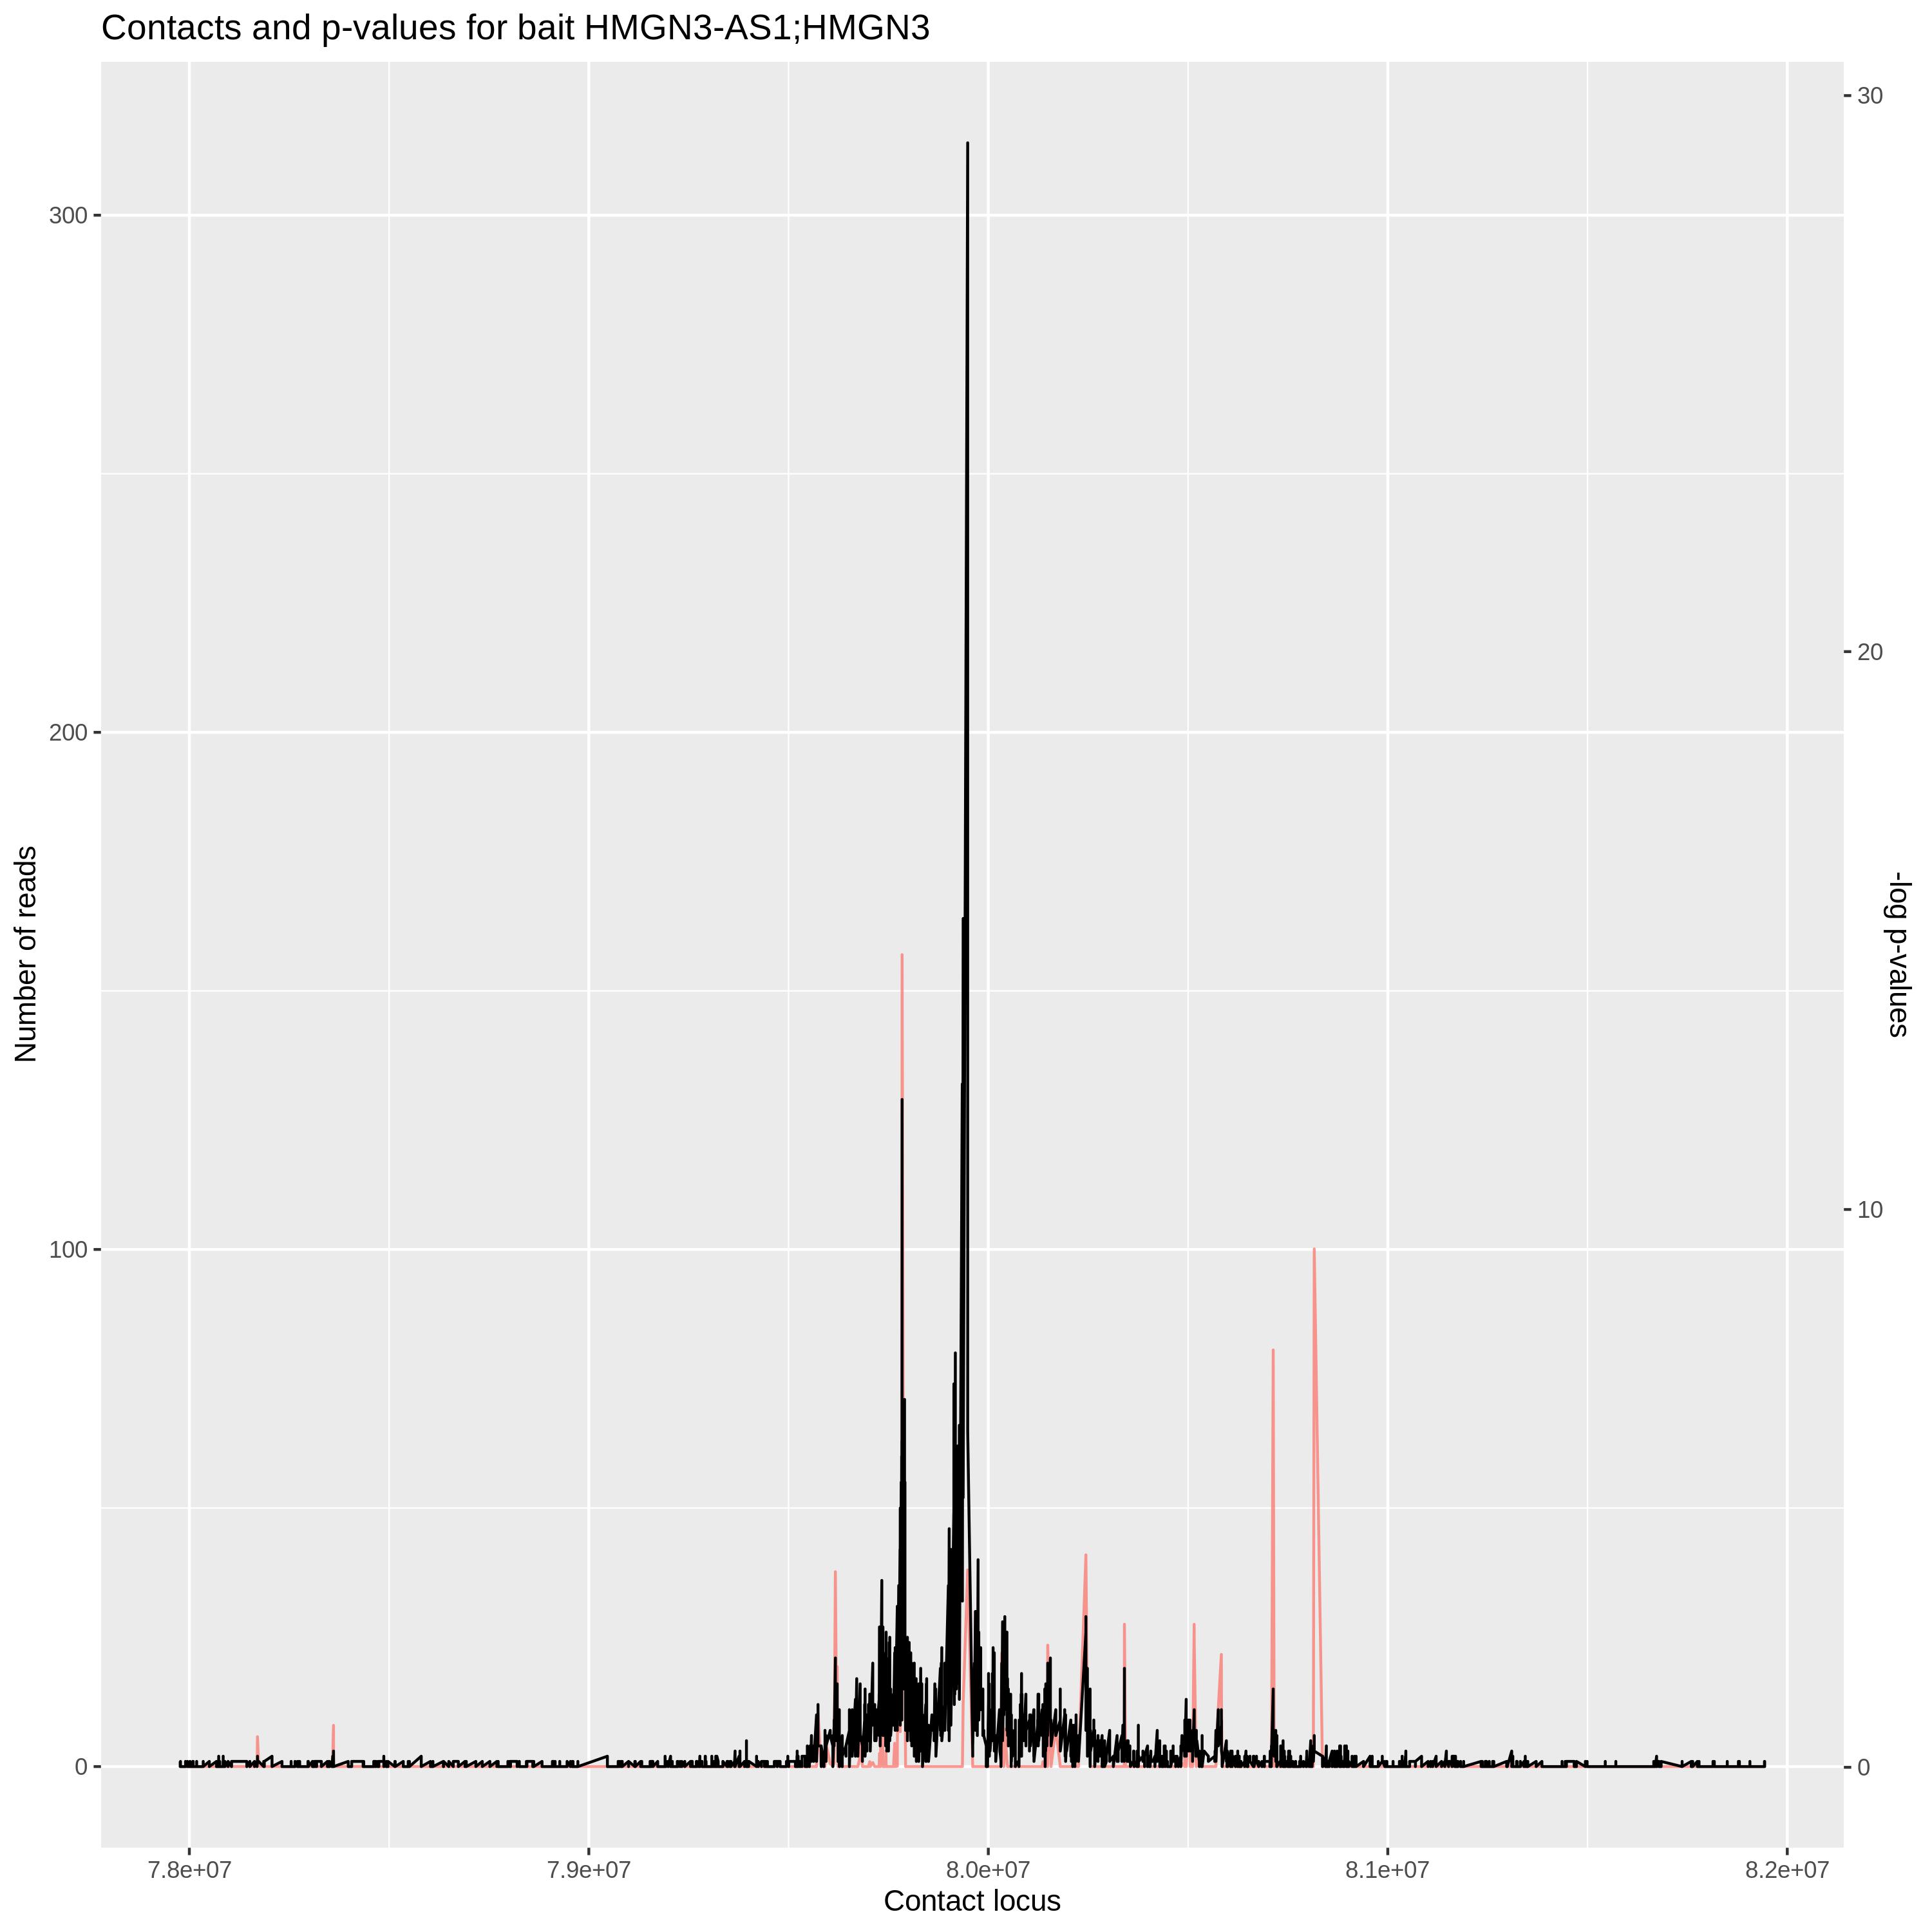 Contacts and p-values for bait HMGN3-AS1;HMGN3
30
300
20
200
Number of reads
-log p-values
10
100
0
0
7.8e+07
7.9e+07
8.0e+07
8.1e+07
8.2e+07
Contact locus